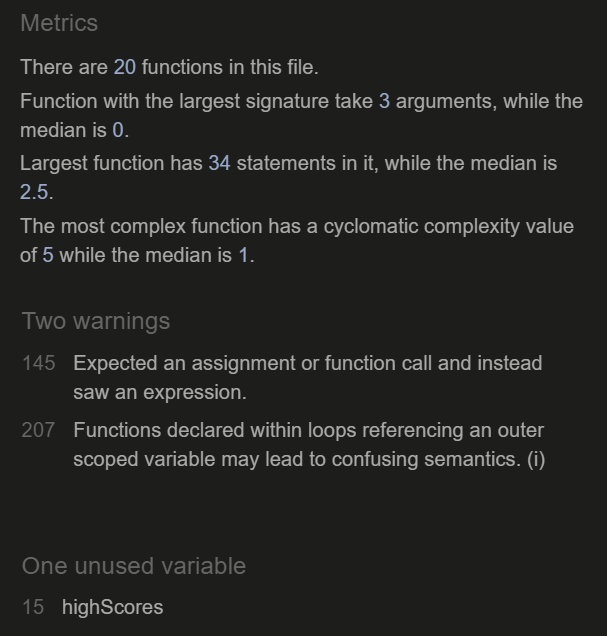 Metrics
There are 20 functions in this file.
Function with the largest signature take 3 arguments, while the
median is 0.
Largest function has 34 statements in it, while the median is
2.5.
The most complex function has a cyclomatic complexity value
of 5 while the median is 1.
Two warnings
145 Expected an assignment or function call and instead
saw an expression.
207 Functions declared within loops referencing an outer
scoped variable may lead to confusing semantics. (i)
One unused variable
15 highScores